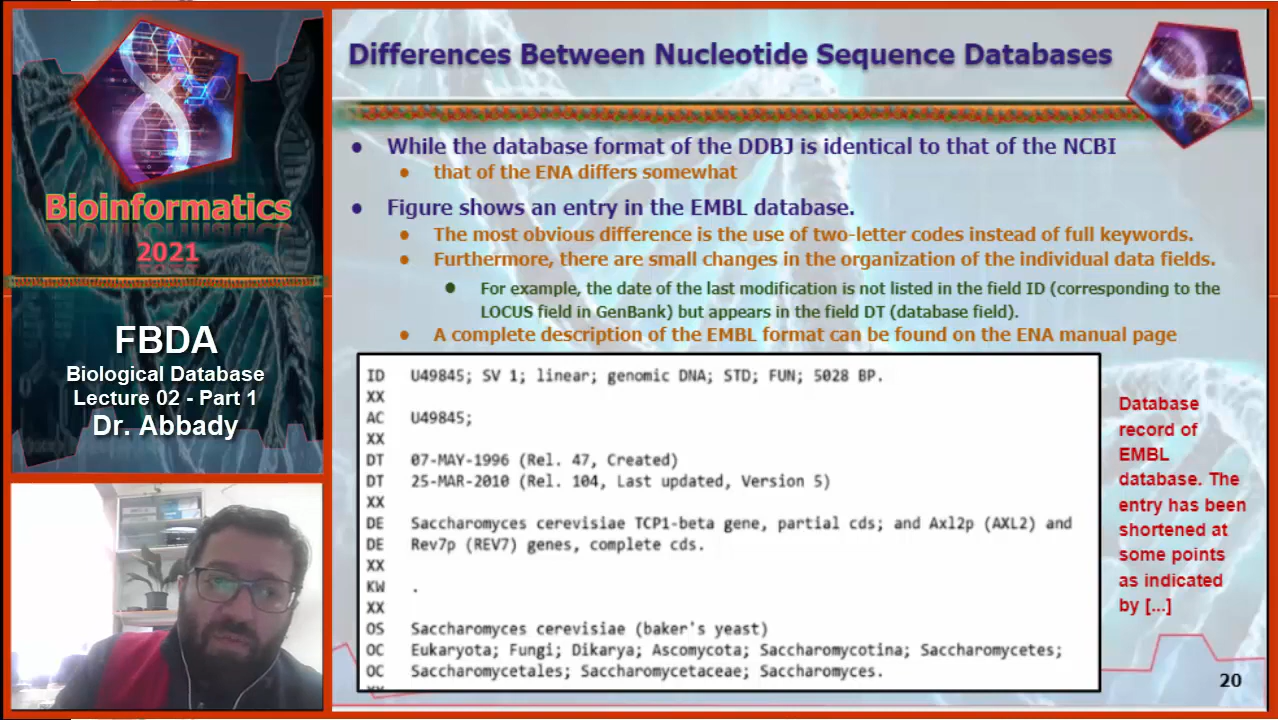 Differences Between Nucleotide Sequence Databases
While the database format of the DDBJ is identical to that of the NCBI
that of the ENA differs somewhat
Figure shows an entry in the EMBL database.
The most obvious difference is the use of two-letter codes instead of full keywords.
Furthermore, there are small changes in the organization of the individual data fields.
For example, the date of the last modification is not listed in the field ID (corresponding to the
LOCUS field in GenBank) but appears in the field DT (database field).
A complete description of the EMBL format can be found on the ENA manual page
ID U49845; SV 1; linear; genomic DNA; STD; FUN; 5028 BP.
XX
AC U49845;
XX
DT 07-MAY-1996 (Rel. 47, Created)
DT 25-MAR-2010 (Rel. 104, Last updated, Version 5)
XX
DE Saccharomyces cerevisiae TCP1-beta gene, partial cds; and Axl2p (AXL2) and
DE Rev7p (REV7) genes, complete cds.
XX
KW .
XX
OS Saccharomyces cerevisiae (baker's yeast)
OC Eukaryota; Fungi; Dikarya; Ascomycota; Saccharomycotina; Saccharomycetes;
OC Saccharomycetales; Saccharomycetaceae; Saccharomyces.
XX
Database
record of
EMBL
database. The
entry has been
shortened at
some points
as indicated
by [...]
20
Bioinformatics
2021
FBDA
Biological Database
Lecture 02 - Part 1
Dr. Abbady